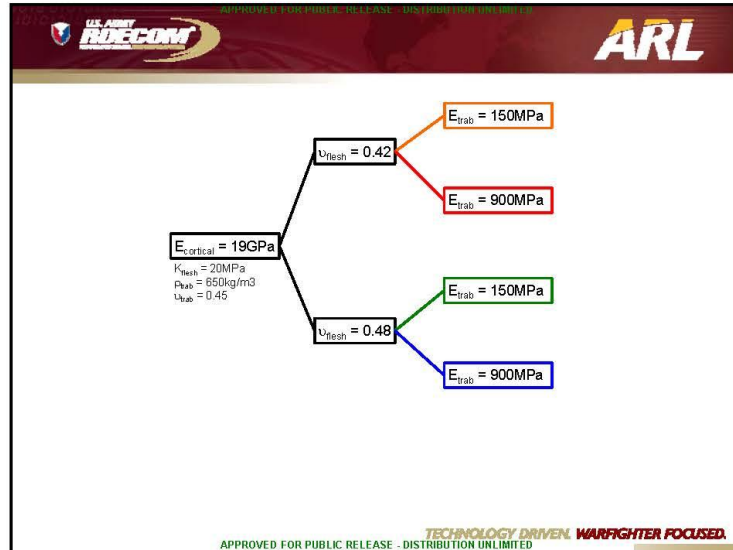 APPROVED FOR PUBLIC RELEASE - DISTRIBUTION UNLIMITED
U.S. ARMY
RDECOM
ARL
E_trab = 150MPa
υ_flesh = 0.42
E_trab = 900MPa
E_cortical = 19GPa
K_flesh = 20MPa
ρ_trab = 650kg/m3
υ_trab = 0.45
E_trab = 150MPa
υ_flesh = 0.48
E_trab = 900MPa
TECHNOLOGY DRIVEN. WARFIGHTER FOCUSED.
APPROVED FOR PUBLIC RELEASE - DISTRIBUTION UNLIMITED